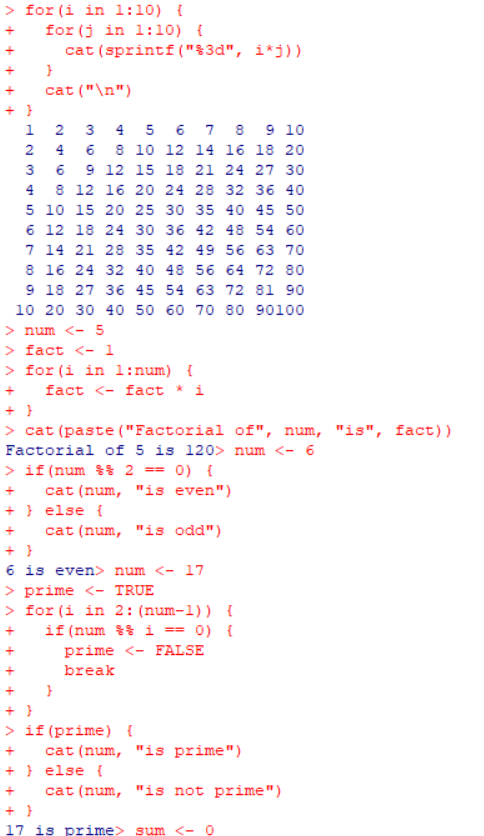 > for(i in 1:10) {
+   for(j in 1:10) {
+     cat(sprintf("%3d", i*j))
+   }
+   cat("\n")
+ }
  1  2  3  4  5  6  7  8  9 10
  2  4  6  8 10 12 14 16 18 20
  3  6  9 12 15 18 21 24 27 30
  4  8 12 16 20 24 28 32 36 40
  5 10 15 20 25 30 35 40 45 50
  6 12 18 24 30 36 42 48 54 60
  7 14 21 28 35 42 49 56 63 70
  8 16 24 32 40 48 56 64 72 80
  9 18 27 36 45 54 63 72 81 90
 10 20 30 40 50 60 70 80 90100
> num <- 5
> fact <- 1
> for(i in 1:num) {
+   fact <- fact * i
+ }
> cat(paste("Factorial of", num, "is", fact))
Factorial of 5 is 120> num <- 6
> if(num %% 2 == 0) {
+   cat(num, "is even")
+ } else {
+   cat(num, "is odd")
+ }
6 is even> num <- 17
> prime <- TRUE
> for(i in 2:(num-1)) {
+   if(num %% i == 0) {
+     prime <- FALSE
+     break
+   }
+ }
> if(prime) {
+   cat(num, "is prime")
+ } else {
+   cat(num, "is not prime")
+ }
17 is prime> sum <- 0